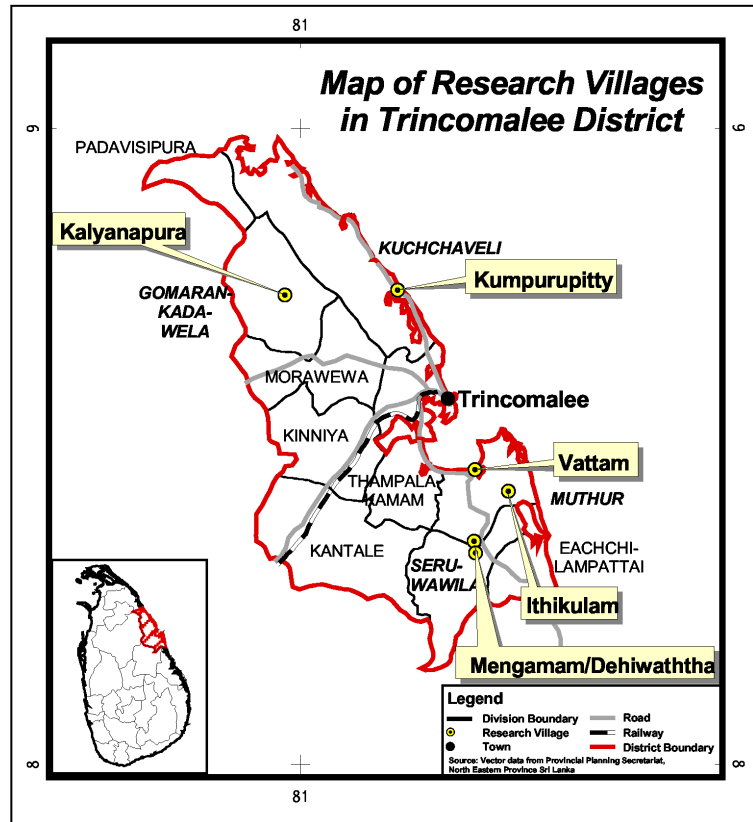 81
Map of Research Villages
in Trincomalee District
9
9
PADAVISIPURA
Kalyanapura
KUCHCHAVELI
Kumpurupitty
GOMARAN-
KADA-
WELA
MORAWEWA
Trincomalee
KINNIYA
Vattam
THAMPALA
KAMAM
MUTHUR
KANTALE
EACHCHI-
LAMPATTAI
SERU-
WAWILA
Ithikulam
Mengamam/Dehiwaththa
Legend
Division Boundary
Research Village
Town
Road
Railway
District Boundary
Source: Vector data from Provincial Planning Secretariat,
North Eastern Province Sri Lanka
8
8
81